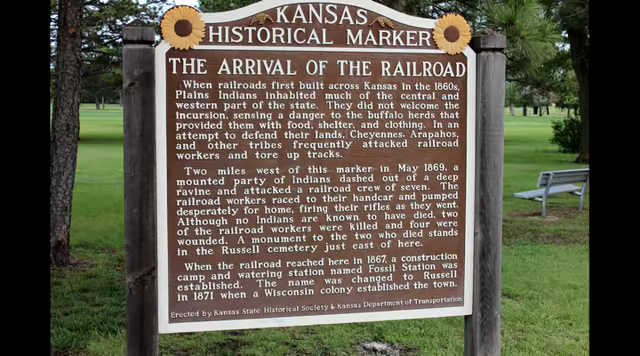 KANSAS
HISTORICAL MARKER
THE ARRIVAL OF THE RAILROAD
When railroads first built across Kansas in the 1860s,
Plains Indians inhabited much of the central and
western part of the state. They did not welcome the
incursion, sensing a danger to the buffalo herds that
provided them with food, shelter, and clothing. In an
attempt to defend their lands, Cheyennes, Arapahos,
and other tribes frequently attacked railroad
workers and tore up tracks.
Two miles west of this marker in May 1869, a
mounted party of Indians dashed out of a deep
ravine and attacked a railroad crew of seven. The
railroad workers raced to their handcar and pumped
desperately for home, firing their rifles as they went.
Although no Indians are known to have died, two
of the railroad workers were killed and four were
wounded. A monument to the two who died stands
in the Russell cemetery just east of here.
When the railroad reached here in 1867, a construction
camp and watering station named Fossil Station was
established. The name was changed to Russell
in 1871 when a Wisconsin colony established the town.
Erected by Kansas State Historical Society & Kansas Department of Transportation